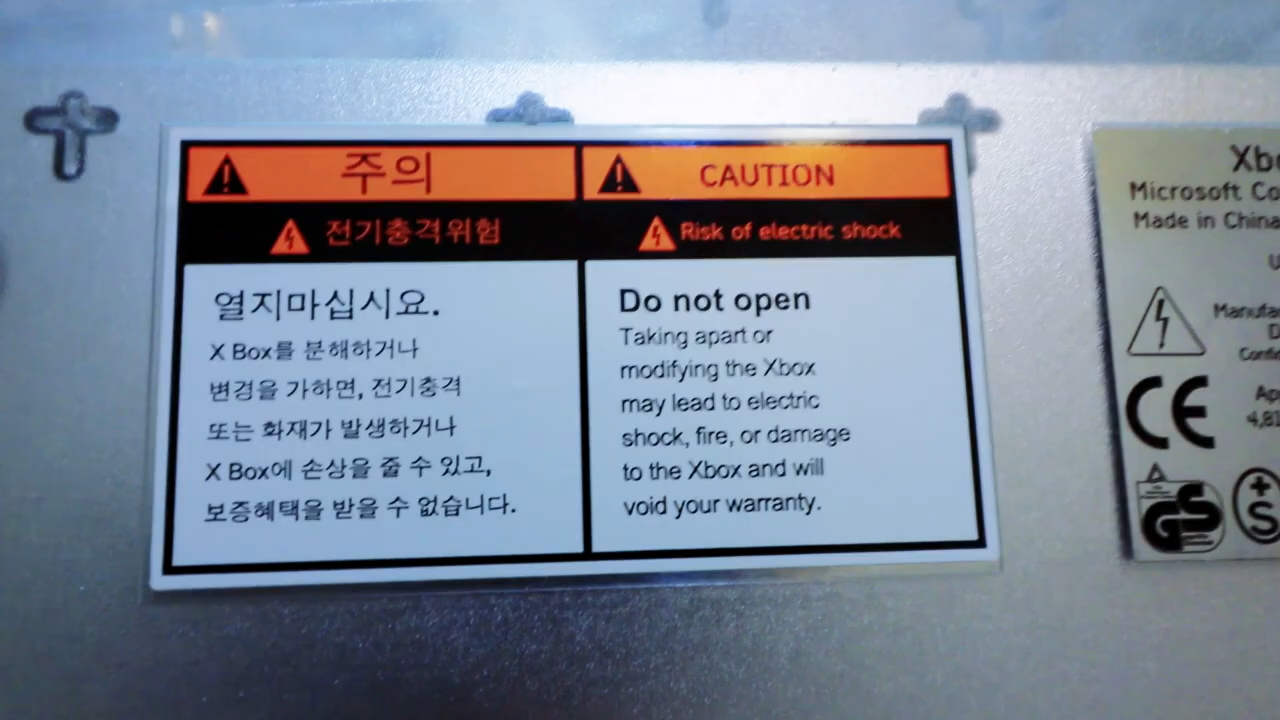 주의
전기충격위험
열지마십시요.
X Box를 분해하거나
변경을 가하면, 전기충격
또는 화재가 발생하거나
X Box에 손상을 줄 수 있고,
보증혜택을 받을 수 없습니다.
CAUTION
Risk of electric shock
Do not open
Taking apart or
modifying the Xbox
may lead to electric
shock, fire, or damage
to the Xbox and will
void your warranty.
Microsoft
Made in China
CE
GS
S